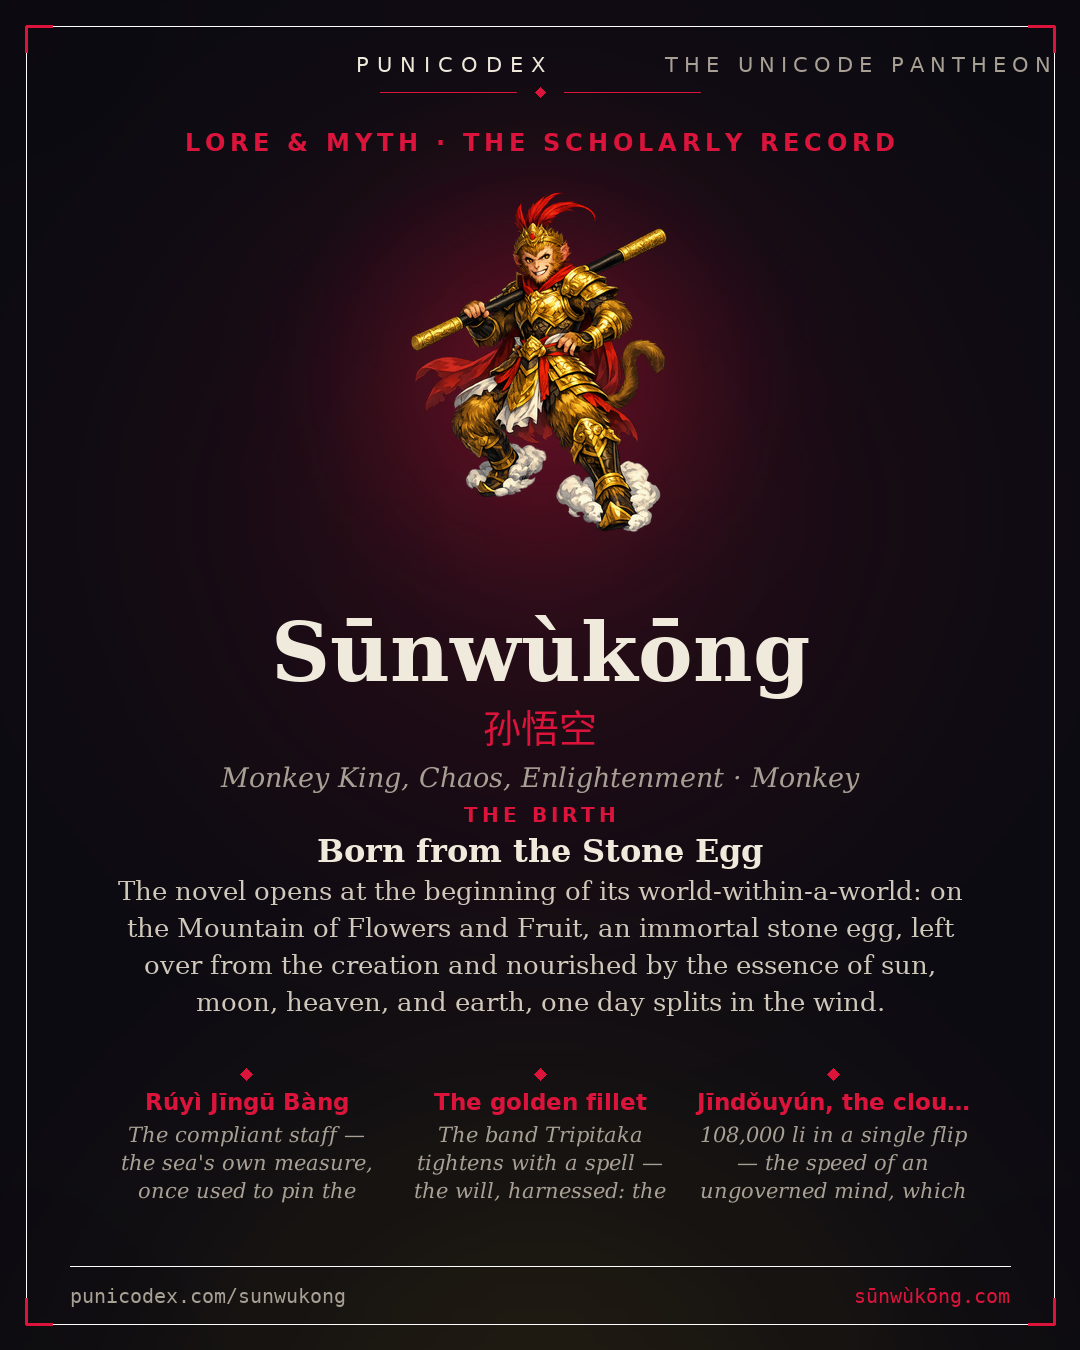 PUNICODEX THE UNICODE PANTHEON
LORE & MYTH · THE SCHOLARLY RECORD
Sūnwùkōng
孙悟空
Monkey King, Chaos, Enlightenment · Monkey
THE BIRTH
Born from the Stone Egg
The novel opens at the beginning of its world-within-a-world: on
the Mountain of Flowers and Fruit, an immortal stone egg, left
over from the creation and nourished by the essence of sun,
moon, heaven, and earth, one day splits in the wind.
Rúyì Jīngū Bàng
The compliant staff —
the sea's own measure,
once used to pin the
The golden fillet
The band Tripitaka
tightens with a spell —
the will, harnessed: the
Jīndǒuyún, the clou…
108,000 li in a single flip
— the speed of an
ungoverned mind, which
punicodex.com/sunwukong
sūnwùkōng.com